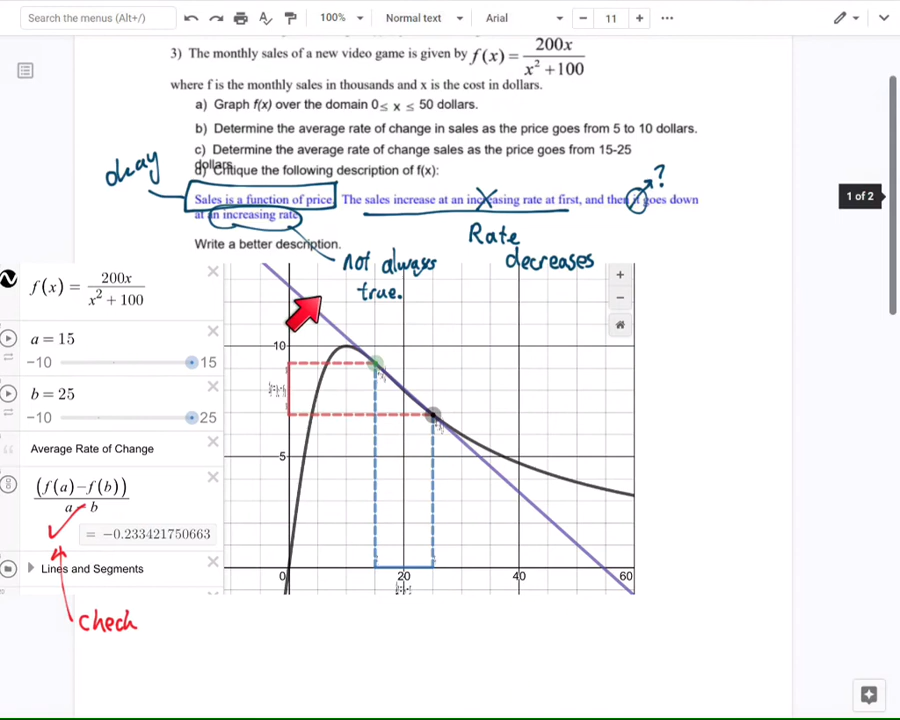 Search the menus (Alt+/)
100%
Normal text
Arial
11
3) The monthly sales of a new video game is given by f(x) = 200x / x² + 100
where f is the monthly sales in thousands and x is the cost in dollars.
a) Graph f(x) over the domain 0 ≤ x ≤ 50 dollars.
b) Determine the average rate of change in sales as the price goes from 5 to 10 dollars.
c) Determine the average rate of change sales as the price goes from 15-25
dollars.
d) Critique the following description of f(x):
okay
?
Sales is a function of price. The sales increase at an increasing rate at first, and then it goes down
at an increasing rate
1 of 2
Rate
decreases
Write a better description.
not always
true.
f(x) = 200x / x² + 100
a = 15
-10
15
b = 25
-10
25
Average Rate of Change
(f(a) - f(b)) / a - b
= -0.233421750663
Lines and Segments
check
10
5
0
20
40
60